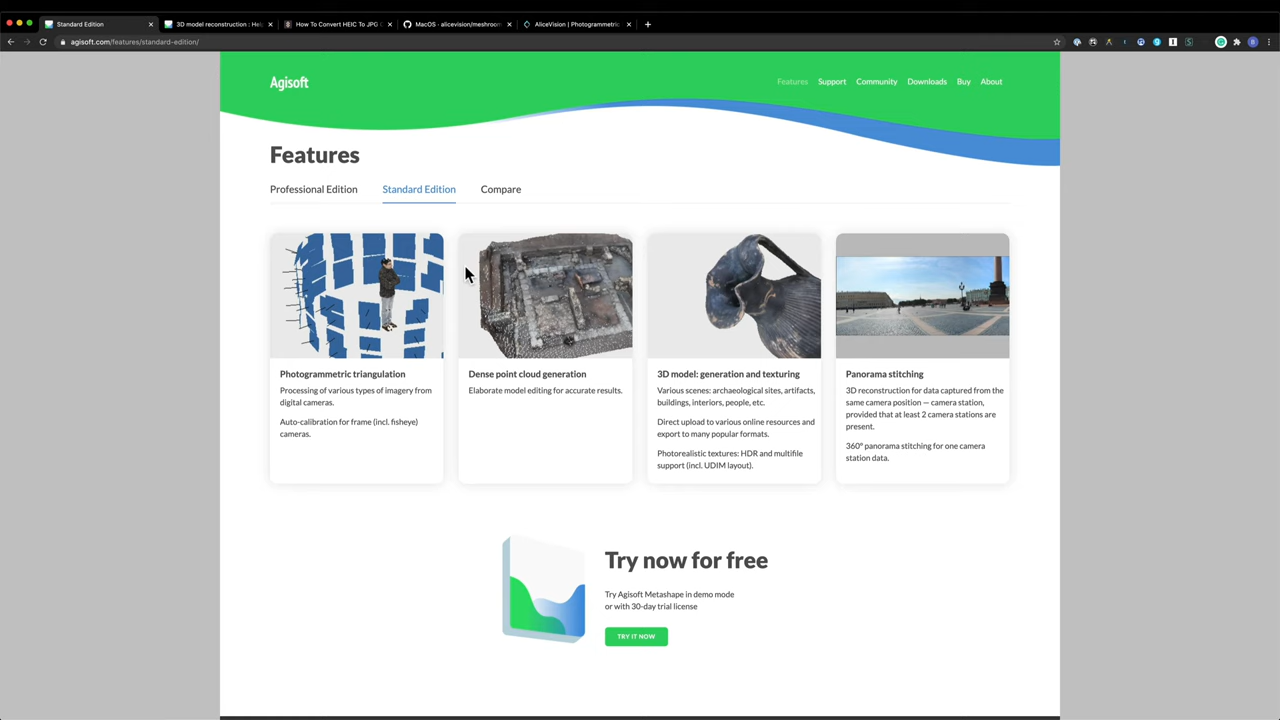 Standard Edition
3D model reconstruction : Hel
How To Convert HEIC To JPG (
MacOS · alicevision/meshroom
AliceVision | Photogrammetric
agisoft.com/features/standard-edition/
Agisoft
Features
Support
Community
Downloads
Buy
About
Features
Professional Edition
Standard Edition
Compare
Photogrammetric triangulation
Processing of various types of imagery from
digital cameras.
Auto-calibration for frame (incl. fisheye)
cameras.
Dense point cloud generation
Elaborate model editing for accurate results.
3D model: generation and texturing
Various scenes: archaeological sites, artifacts,
buildings, interiors, people, etc.
Direct upload to various online resources and
export to many popular formats.
Photorealistic textures: HDR and multifile
support (incl. UDIM layout).
Panorama stitching
3D reconstruction for data captured from the
same camera position — camera station,
provided that at least 2 camera stations are
present.
360° panorama stitching for one camera
station data.
Try now for free
Try Agisoft Metashape in demo mode
or with 30-day trial license
TRY IT NOW